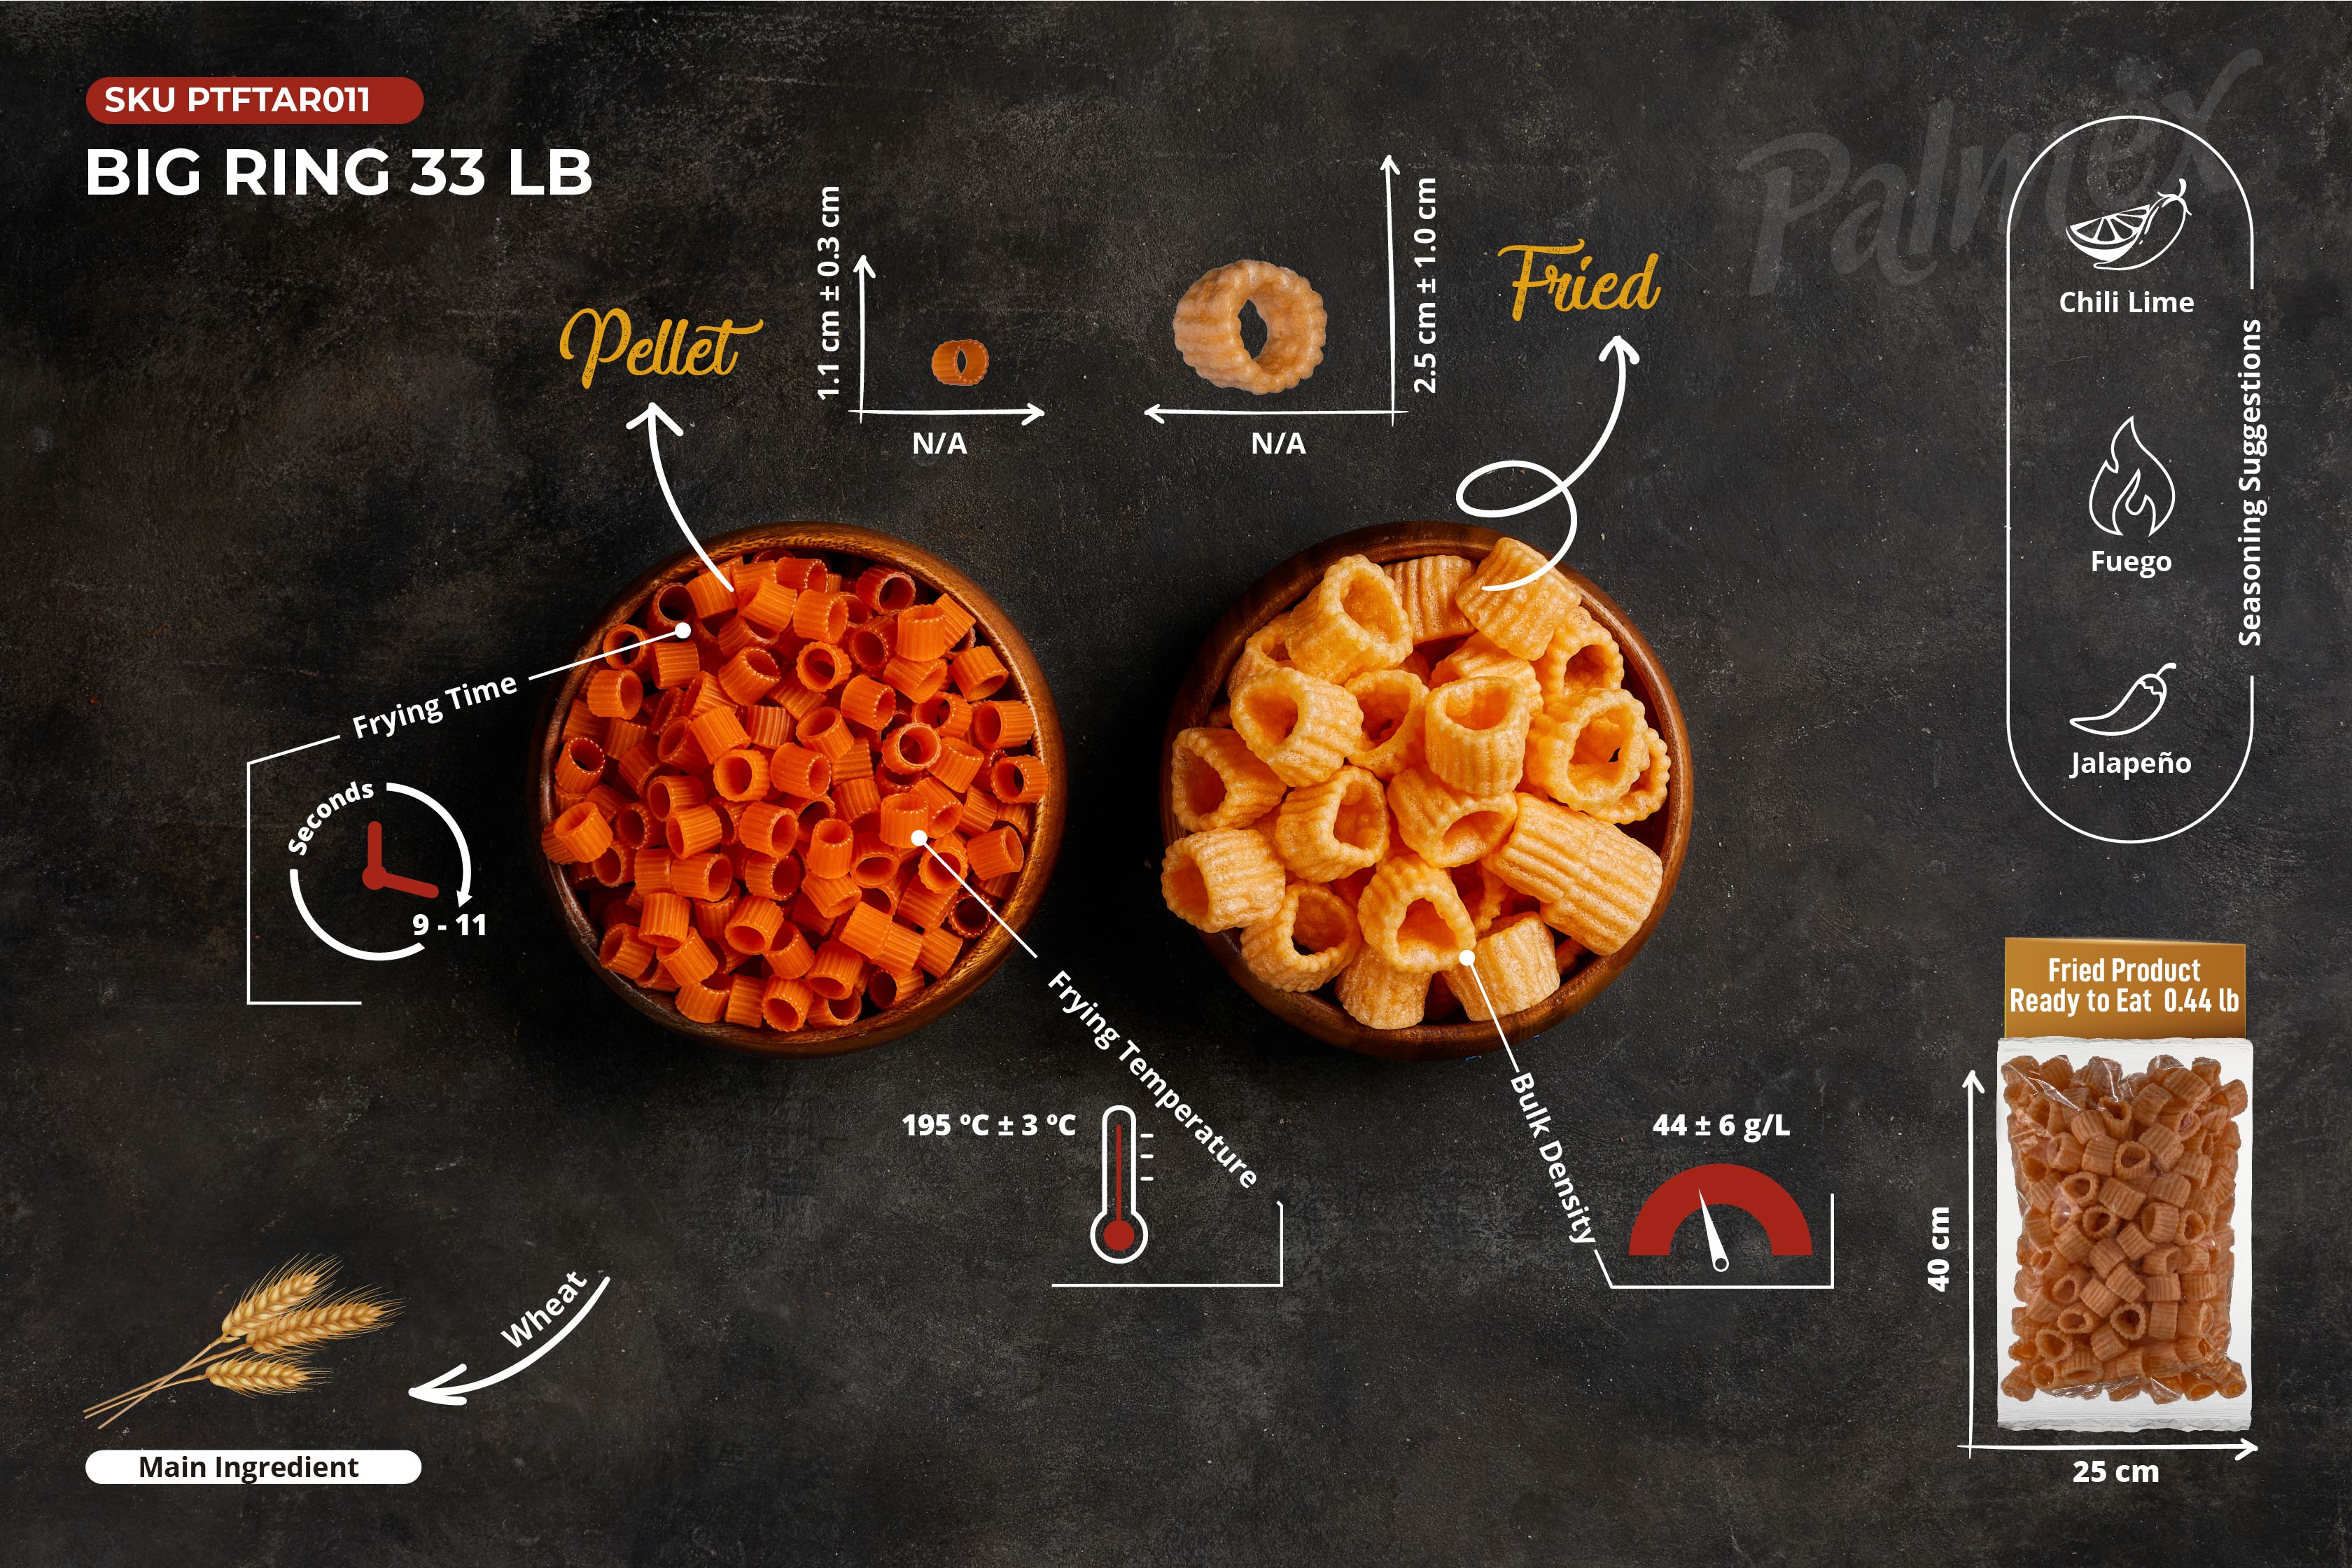 SKU PTFTAR011
BIG RING 33 LB
Palmex
Pellet
1.1 cm ± 0.3 cm
N/A
N/A
2.5 cm ± 1.0 cm
Fried
Chili Lime
Fuego
Jalapeño
Seasoning Suggestions
Frying Time
Seconds
9 - 11
Frying Temperature
195 ºC ± 3 ºC
Bulk Density
44 ± 6 g/L
Wheat
Main Ingredient
Fried Product
Ready to Eat 0.44 lb
40 cm
25 cm